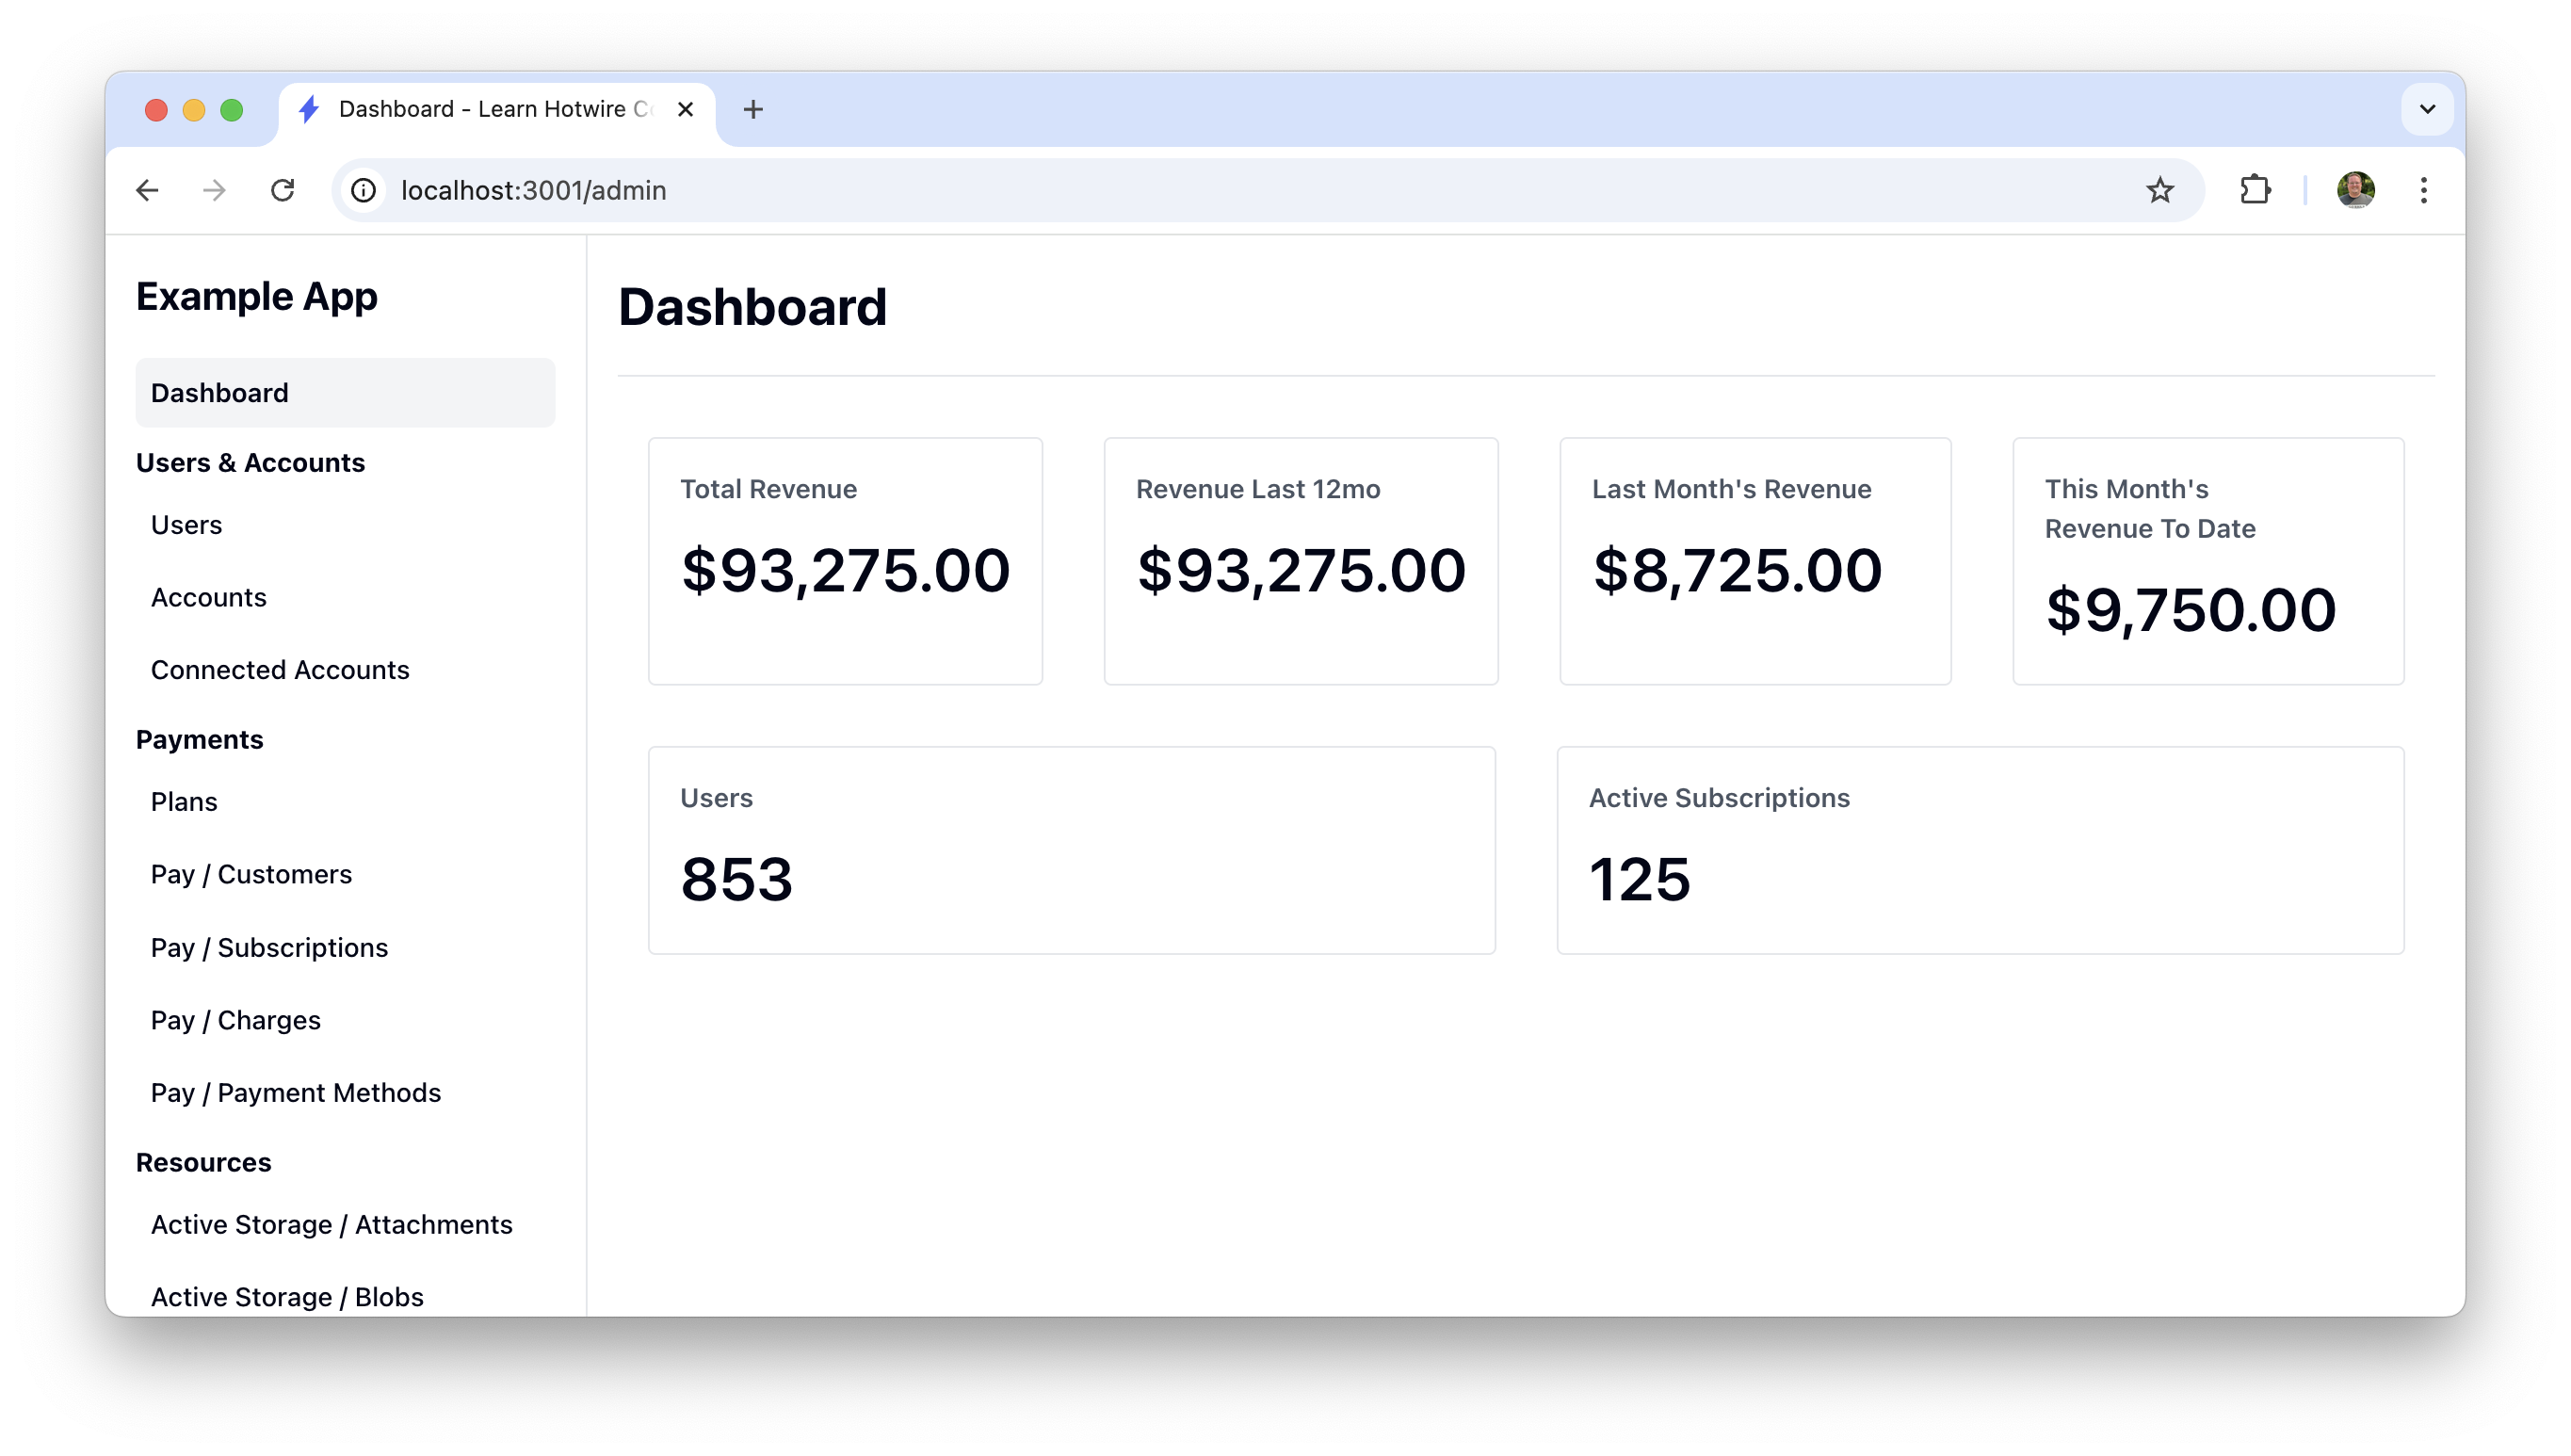 Dashboard - Learn Hotwire
localhost:3001/admin
Example App
Dashboard
Users & Accounts
Users
Accounts
Connected Accounts
Payments
Plans
Pay / Customers
Pay / Subscriptions
Pay / Charges
Pay / Payment Methods
Resources
Active Storage / Attachments
Active Storage / Blobs
Dashboard
Total Revenue
$93,275.00
Revenue Last 12mo
$93,275.00
Last Month's Revenue
$8,725.00
This Month's
Revenue To Date
$9,750.00
Users
853
Active Subscriptions
125